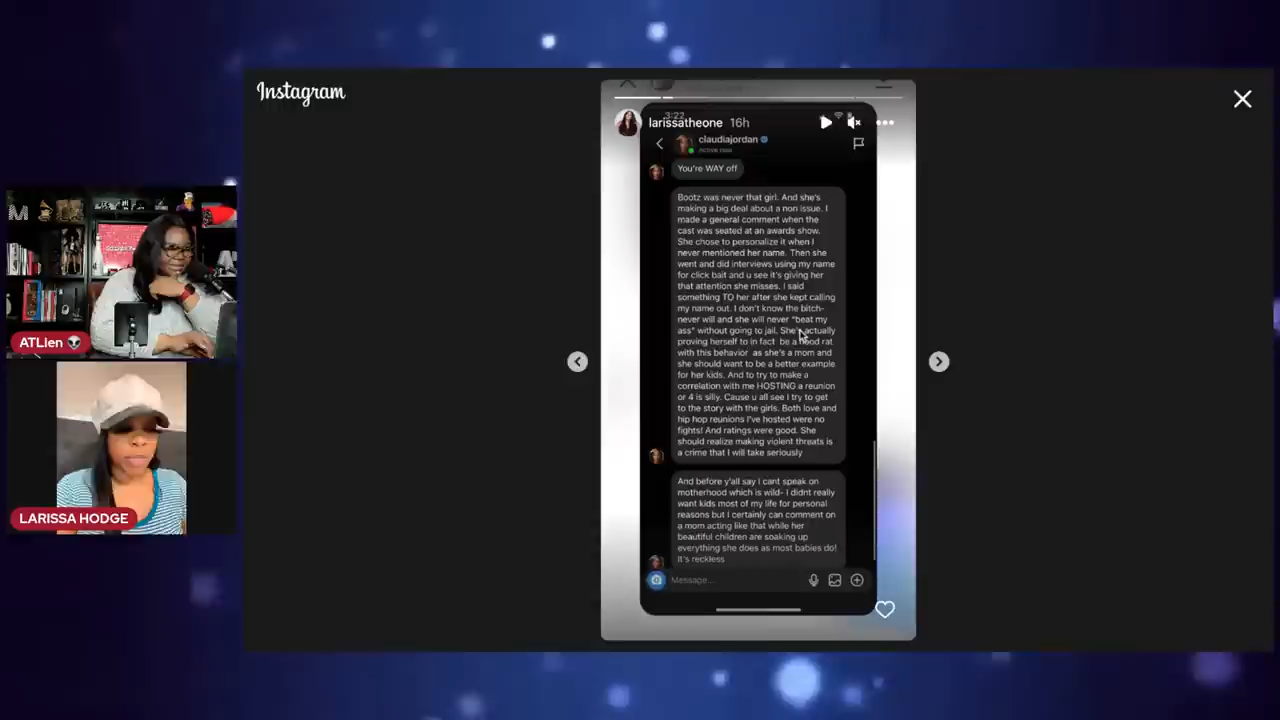 Instagram
3:22
larissatheone 16h
claudiajordan
Active now
You're WAY off
Bootz was never that girl. And she's
making a big deal about a non issue. I
made a general comment when the
cast was seated at an awards show.
She chose to personalize it when I
never mentioned her name. Then she
went and did interviews using my name
for click bait and u see it's giving her
that attention she misses. I said
something TO her after she kept calling
my name out. I don't know the bitch-
never will and she will never "beat my
ass" without going to jail. She's actually
proving herself to in fact be a hood rat
with this behavior as she's a mom and
she should want to be a better example
for her kids. And to try to make a
correlation with me HOSTING a reunion
or 4 is silly. Cause u all see I try to get
to the story with the girls. Both love and
hip hop reunions I've hosted were no
fights! And ratings were good. She
should realize making violent threats is
a crime that I will take seriously
And before y'all say I cant speak on
motherhood which is wild- I didnt really
want kids most of my life for personal
reasons but I certainly can comment on
a mom acting like that while her
beautiful children are soaking up
everything she does as most babies do!
It's reckless
Message...
ATLien
LARISSA HODGE